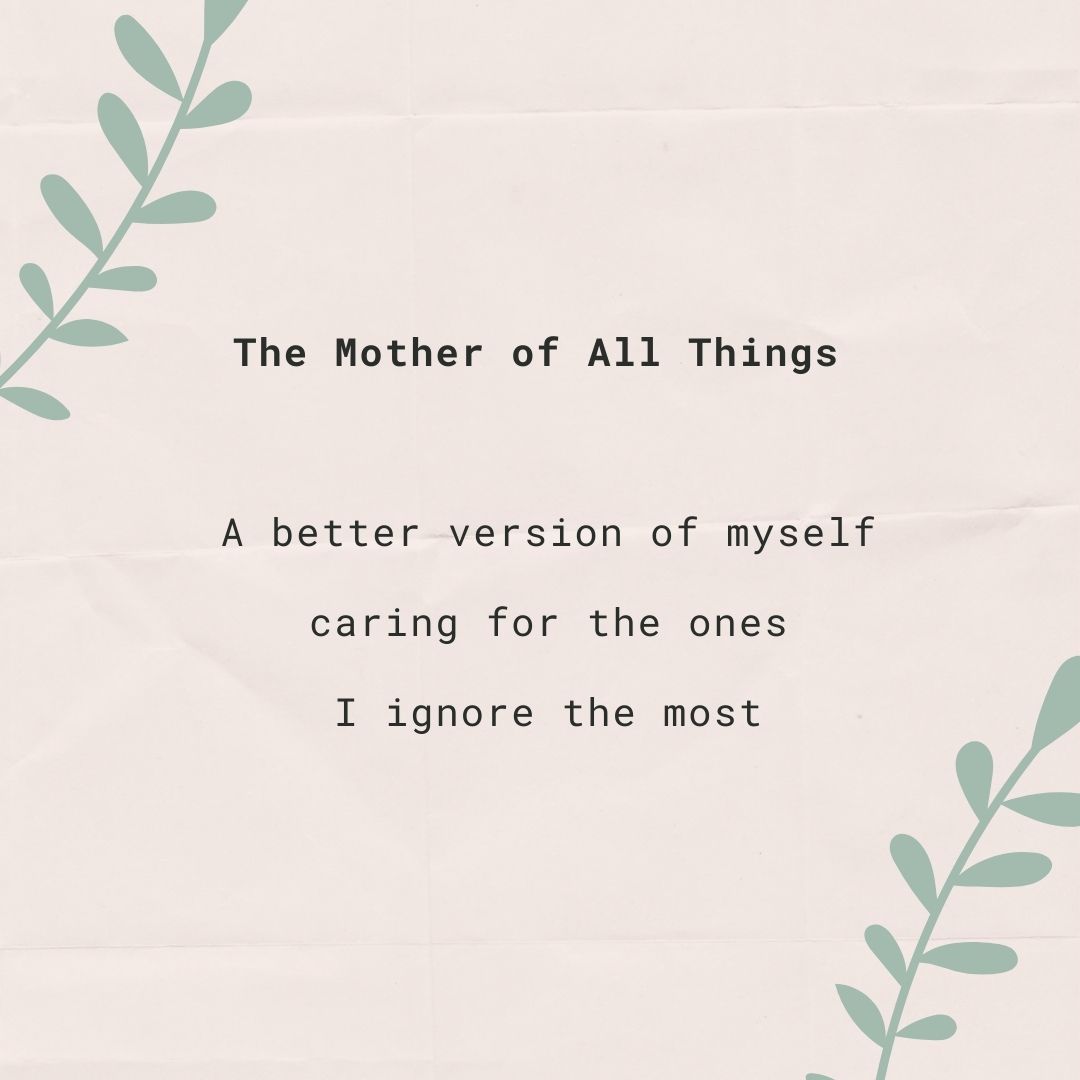 The Mother of All Things
A better version of myself
caring for the ones
I ignore the most